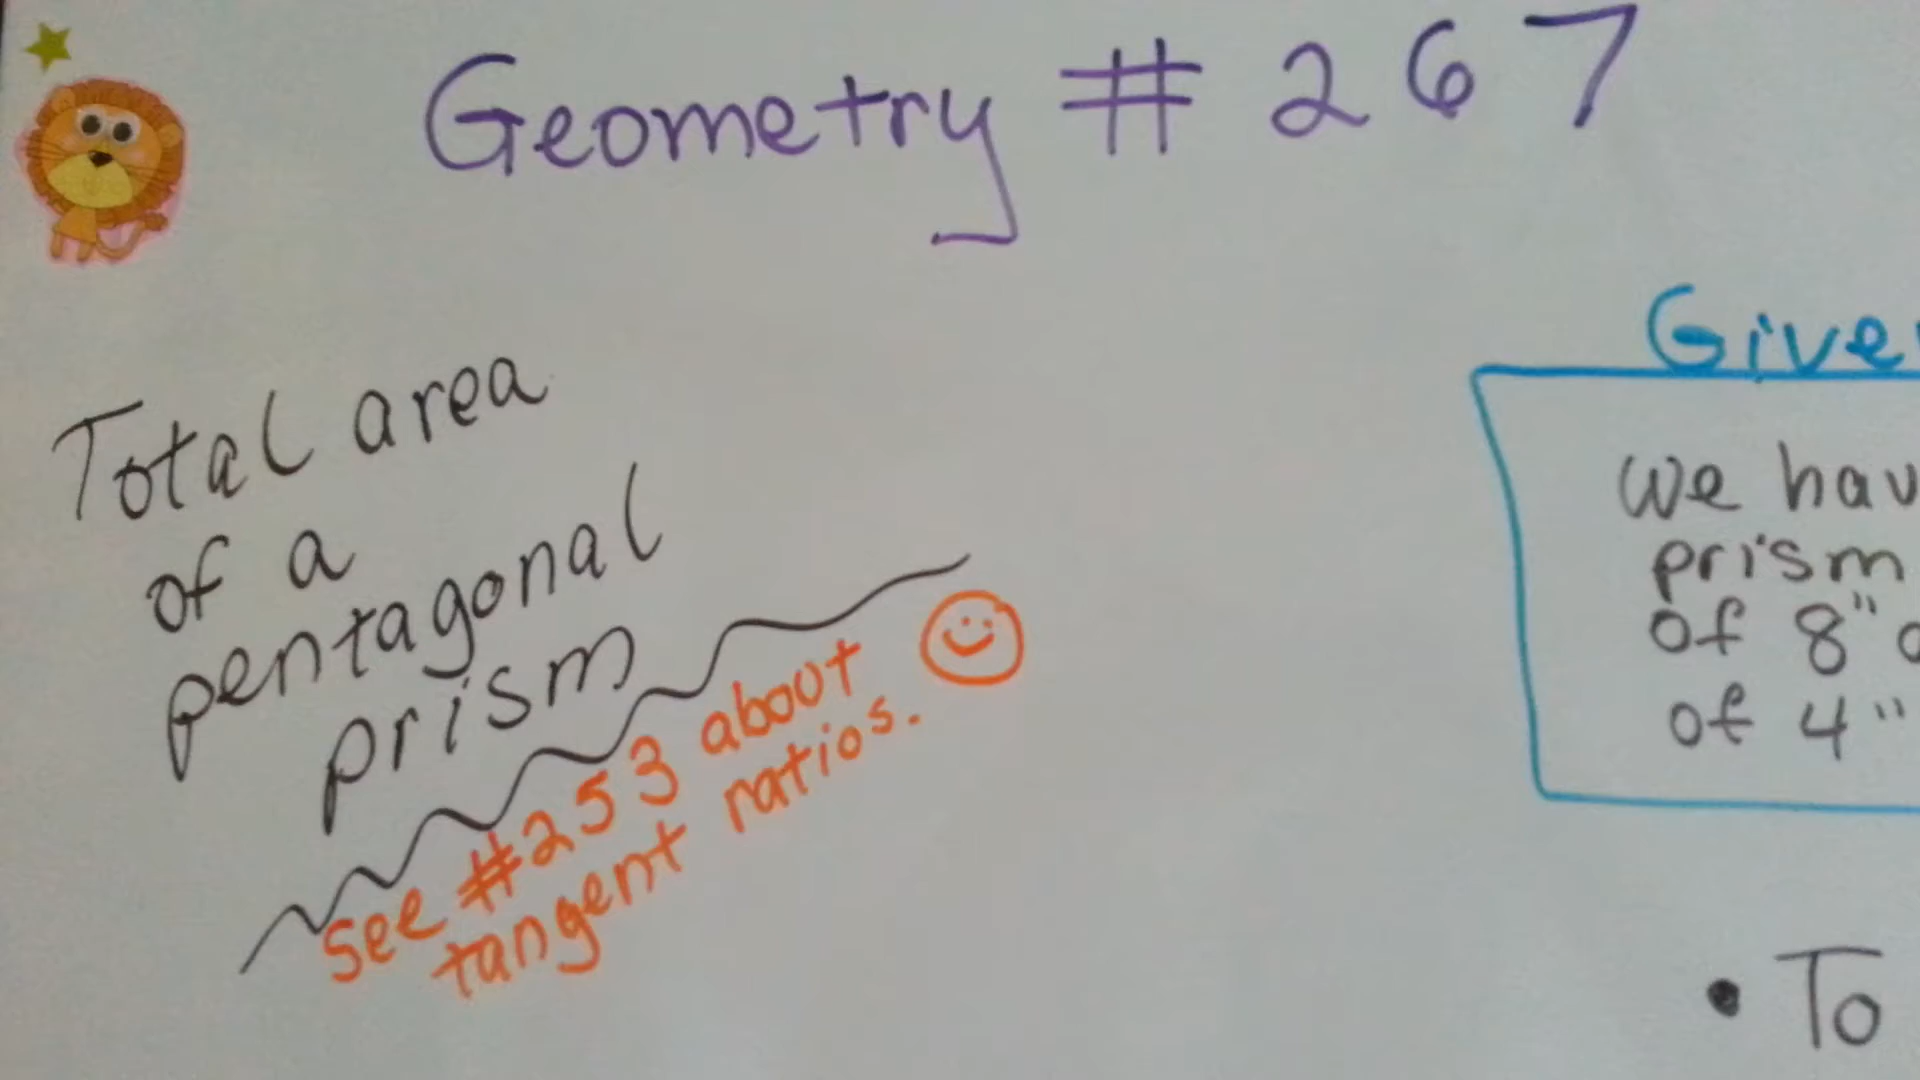 Geometry # 267
Total area
of a
pentagonal
prism
see #253 about
tangent ratios.
Give
we hav
prism
of 8"
of 4"
• To